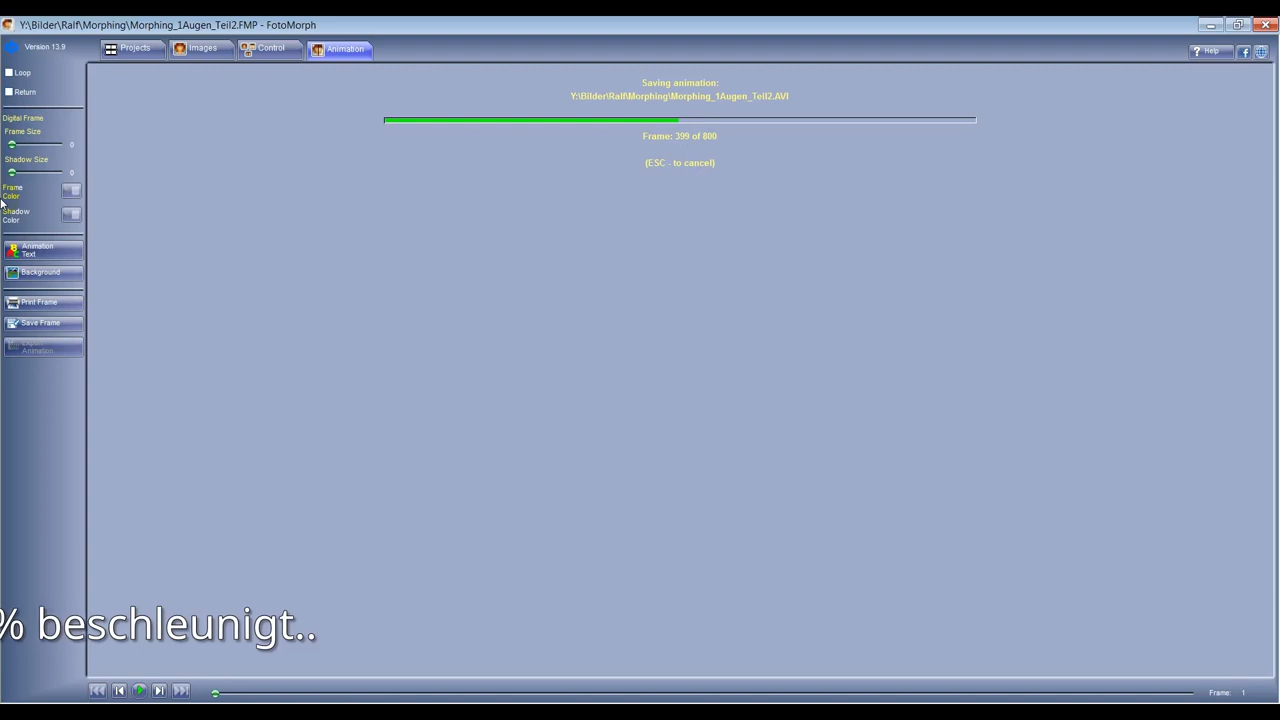 Y:\Bilder\Ralf\Morphing\Morphing_1Augen_Teil2.FMP - FotoMorph
Version 13.9
Projects
Images
Control
Animation
Help
Loop
Return
Digital Frame
Frame Size
0
Shadow Size
0
Frame
Color
Shadow
Color
Animation
Text
Background
Print Frame
Save Frame
Export
Animation
Saving animation:
Y:\Bilder\Ralf\Morphing\Morphing_1Augen_Teil2.AVI
Frame: 399 of 800
(ESC - to cancel)
% beschleunigt..
Frame: 1